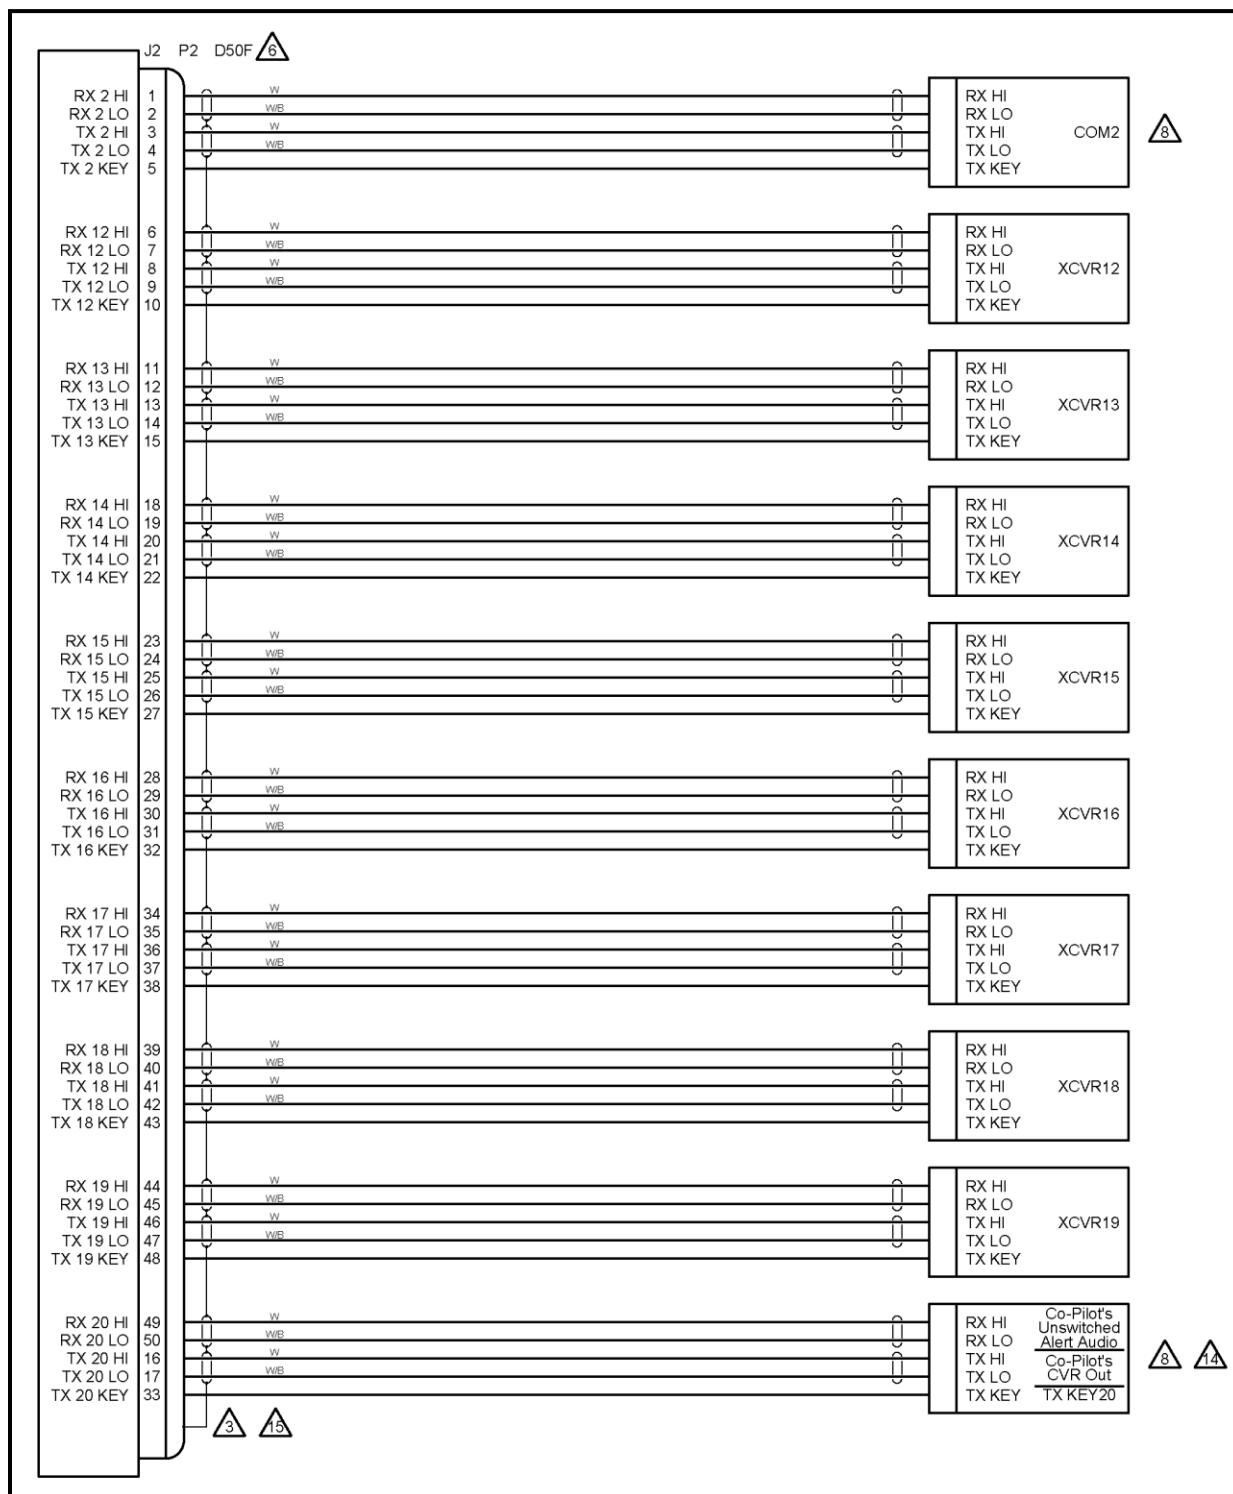 J2 P2 D50F 6
RX 2 HI 1 W RX HI
RX 2 LO 2 W/B RX LO
TX 2 HI 3 W TX HI COM2 8
TX 2 LO 4 W/B TX LO
TX 2 KEY 5 TX KEY
RX 12 HI 6 W RX HI
RX 12 LO 7 W/B RX LO
TX 12 HI 8 W TX HI XCVR12
TX 12 LO 9 W/B TX LO
TX 12 KEY 10 TX KEY
RX 13 HI 11 W RX HI
RX 13 LO 12 W/B RX LO
TX 13 HI 13 W TX HI XCVR13
TX 13 LO 14 W/B TX LO
TX 13 KEY 15 TX KEY
RX 14 HI 18 W RX HI
RX 14 LO 19 W/B RX LO
TX 14 HI 20 W TX HI XCVR14
TX 14 LO 21 W/B TX LO
TX 14 KEY 22 TX KEY
RX 15 HI 23 W RX HI
RX 15 LO 24 W/B RX LO
TX 15 HI 25 W TX HI XCVR15
TX 15 LO 26 W/B TX LO
TX 15 KEY 27 TX KEY
RX 16 HI 28 W RX HI
RX 16 LO 29 W/B RX LO
TX 16 HI 30 W TX HI XCVR16
TX 16 LO 31 W/B TX LO
TX 16 KEY 32 TX KEY
RX 17 HI 34 W RX HI
RX 17 LO 35 W/B RX LO
TX 17 HI 36 W TX HI XCVR17
TX 17 LO 37 W/B TX LO
TX 17 KEY 38 TX KEY
RX 18 HI 39 W RX HI
RX 18 LO 40 W/B RX LO
TX 18 HI 41 W TX HI XCVR18
TX 18 LO 42 W/B TX LO
TX 18 KEY 43 TX KEY
RX 19 HI 44 W RX HI
RX 19 LO 45 W/B RX LO
TX 19 HI 46 W TX HI XCVR19
TX 19 LO 47 W/B TX LO
TX 19 KEY 48 TX KEY
RX 20 HI 49 W RX HI Co-Pilot's
Unswitched
RX 20 LO 50 W/B RX LO Alert Audio
TX 20 HI 16 W TX HI Co-Pilot's 8 14
TX 20 LO 17 W/B TX LO CVR Out
TX 20 KEY 33 TX KEY TX KEY20
3 15